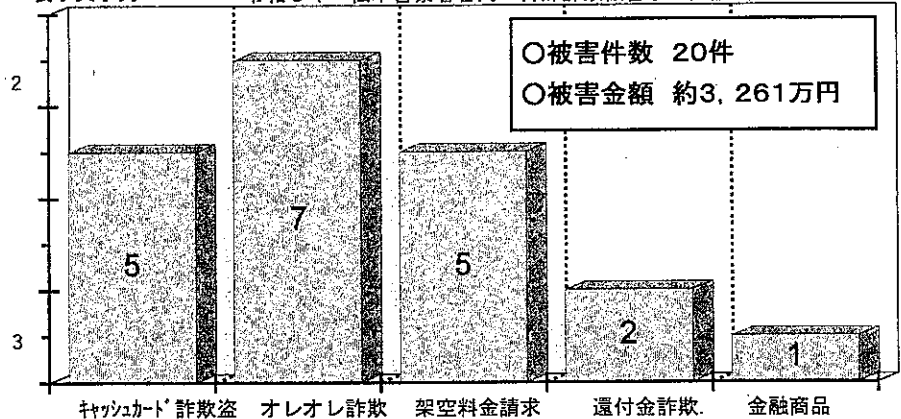 ○被害件数 20件
○被害金額 約3,261万円
2
3
5
7
5
2
1
キャッシュカード詐欺盗
オレオレ詐欺
架空料金請求
還付金詐欺.
金融商品